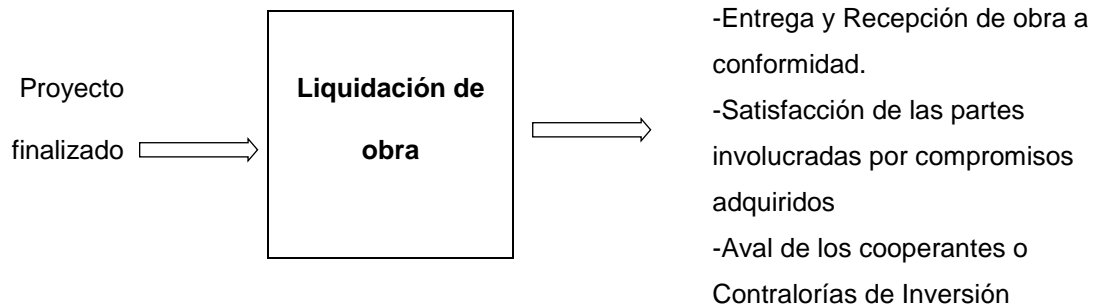 Proyecto
finalizado
Liquidación de
obra
-Entrega y Recepción de obra a
conformidad.
-Satisfacción de las partes
involucradas por compromisos
adquiridos
-Aval de los cooperantes o
Contralorías de Inversión